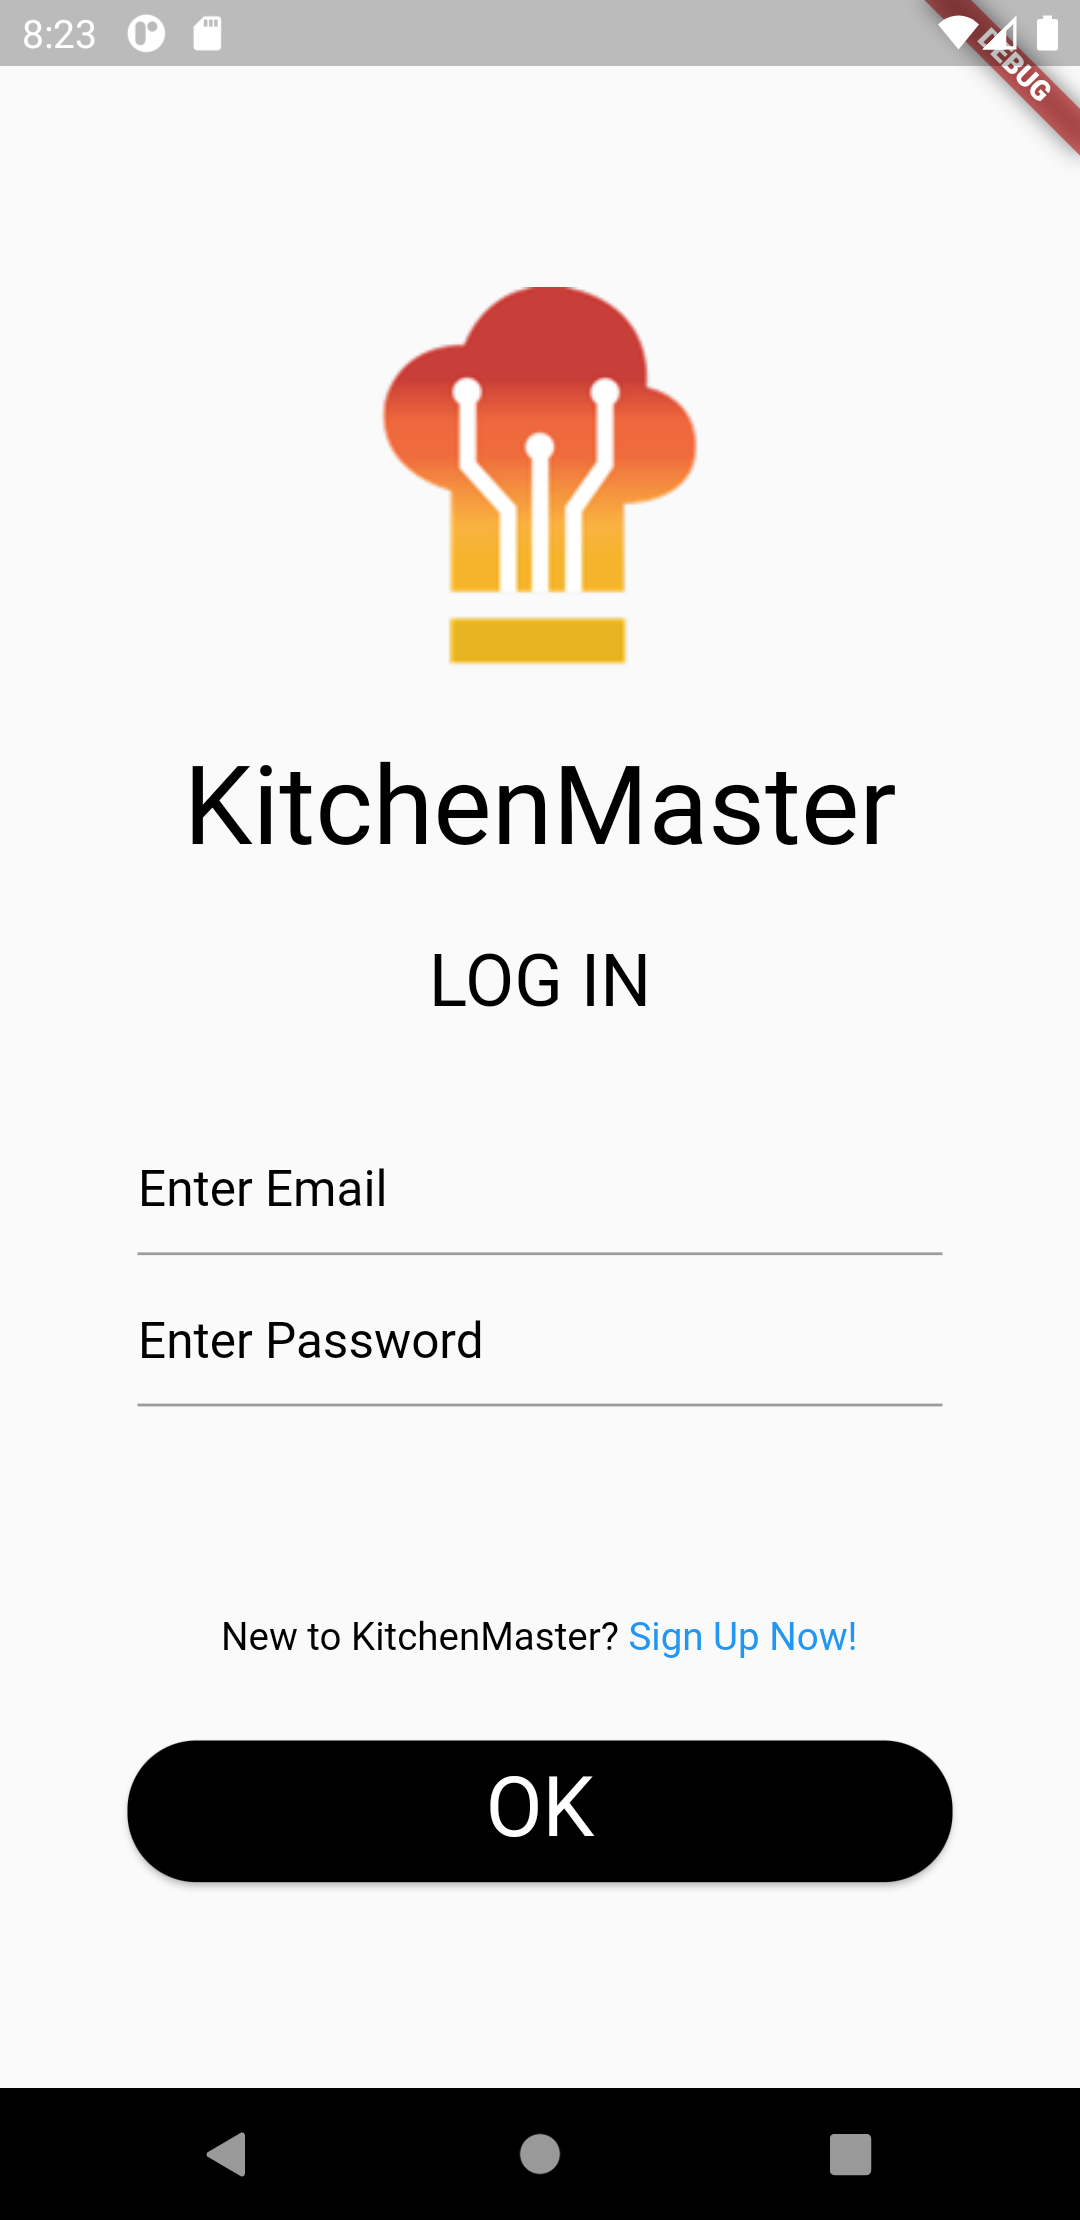 8:23
DEBUG
KitchenMaster
LOG IN
Enter Email
Enter Password
New to KitchenMaster? Sign Up Now!
OK